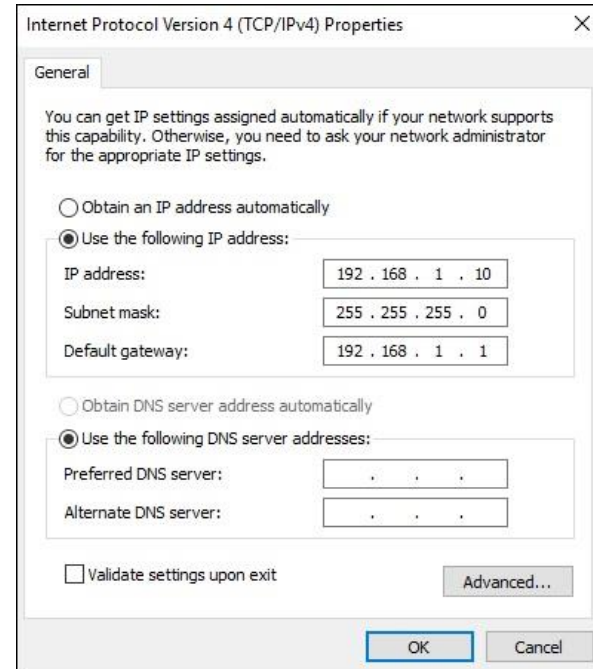 Internet Protocol Version 4 (TCP/IPv4) Properties
General
You can get IP settings assigned automatically if your network supports
this capability. Otherwise, you need to ask your network administrator
for the appropriate IP settings.
Obtain an IP address automatically
Use the following IP address:
IP address: 192 . 168 . 1 . 10
Subnet mask: 255 . 255 . 255 . 0
Default gateway: 192 . 168 . 1 . 1
Obtain DNS server address automatically
Use the following DNS server addresses:
Preferred DNS server: . . .
Alternate DNS server: . . .
Validate settings upon exit
Advanced...
OK Cancel